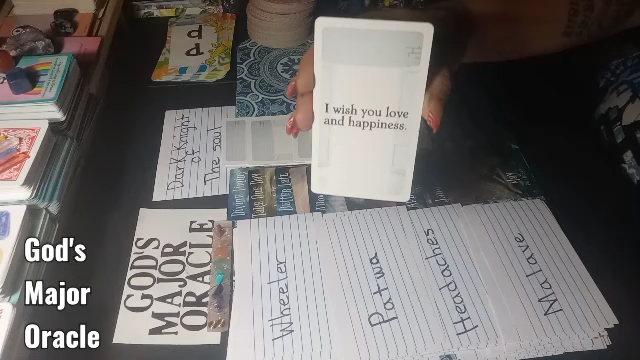 d
d
I wish you love
and happiness.
Dark Knight
of
The soul
GOD'S
MAJOR
ORACLE
Wheeler
Patwa
Headaches
Malave
God's
Major
Oracle